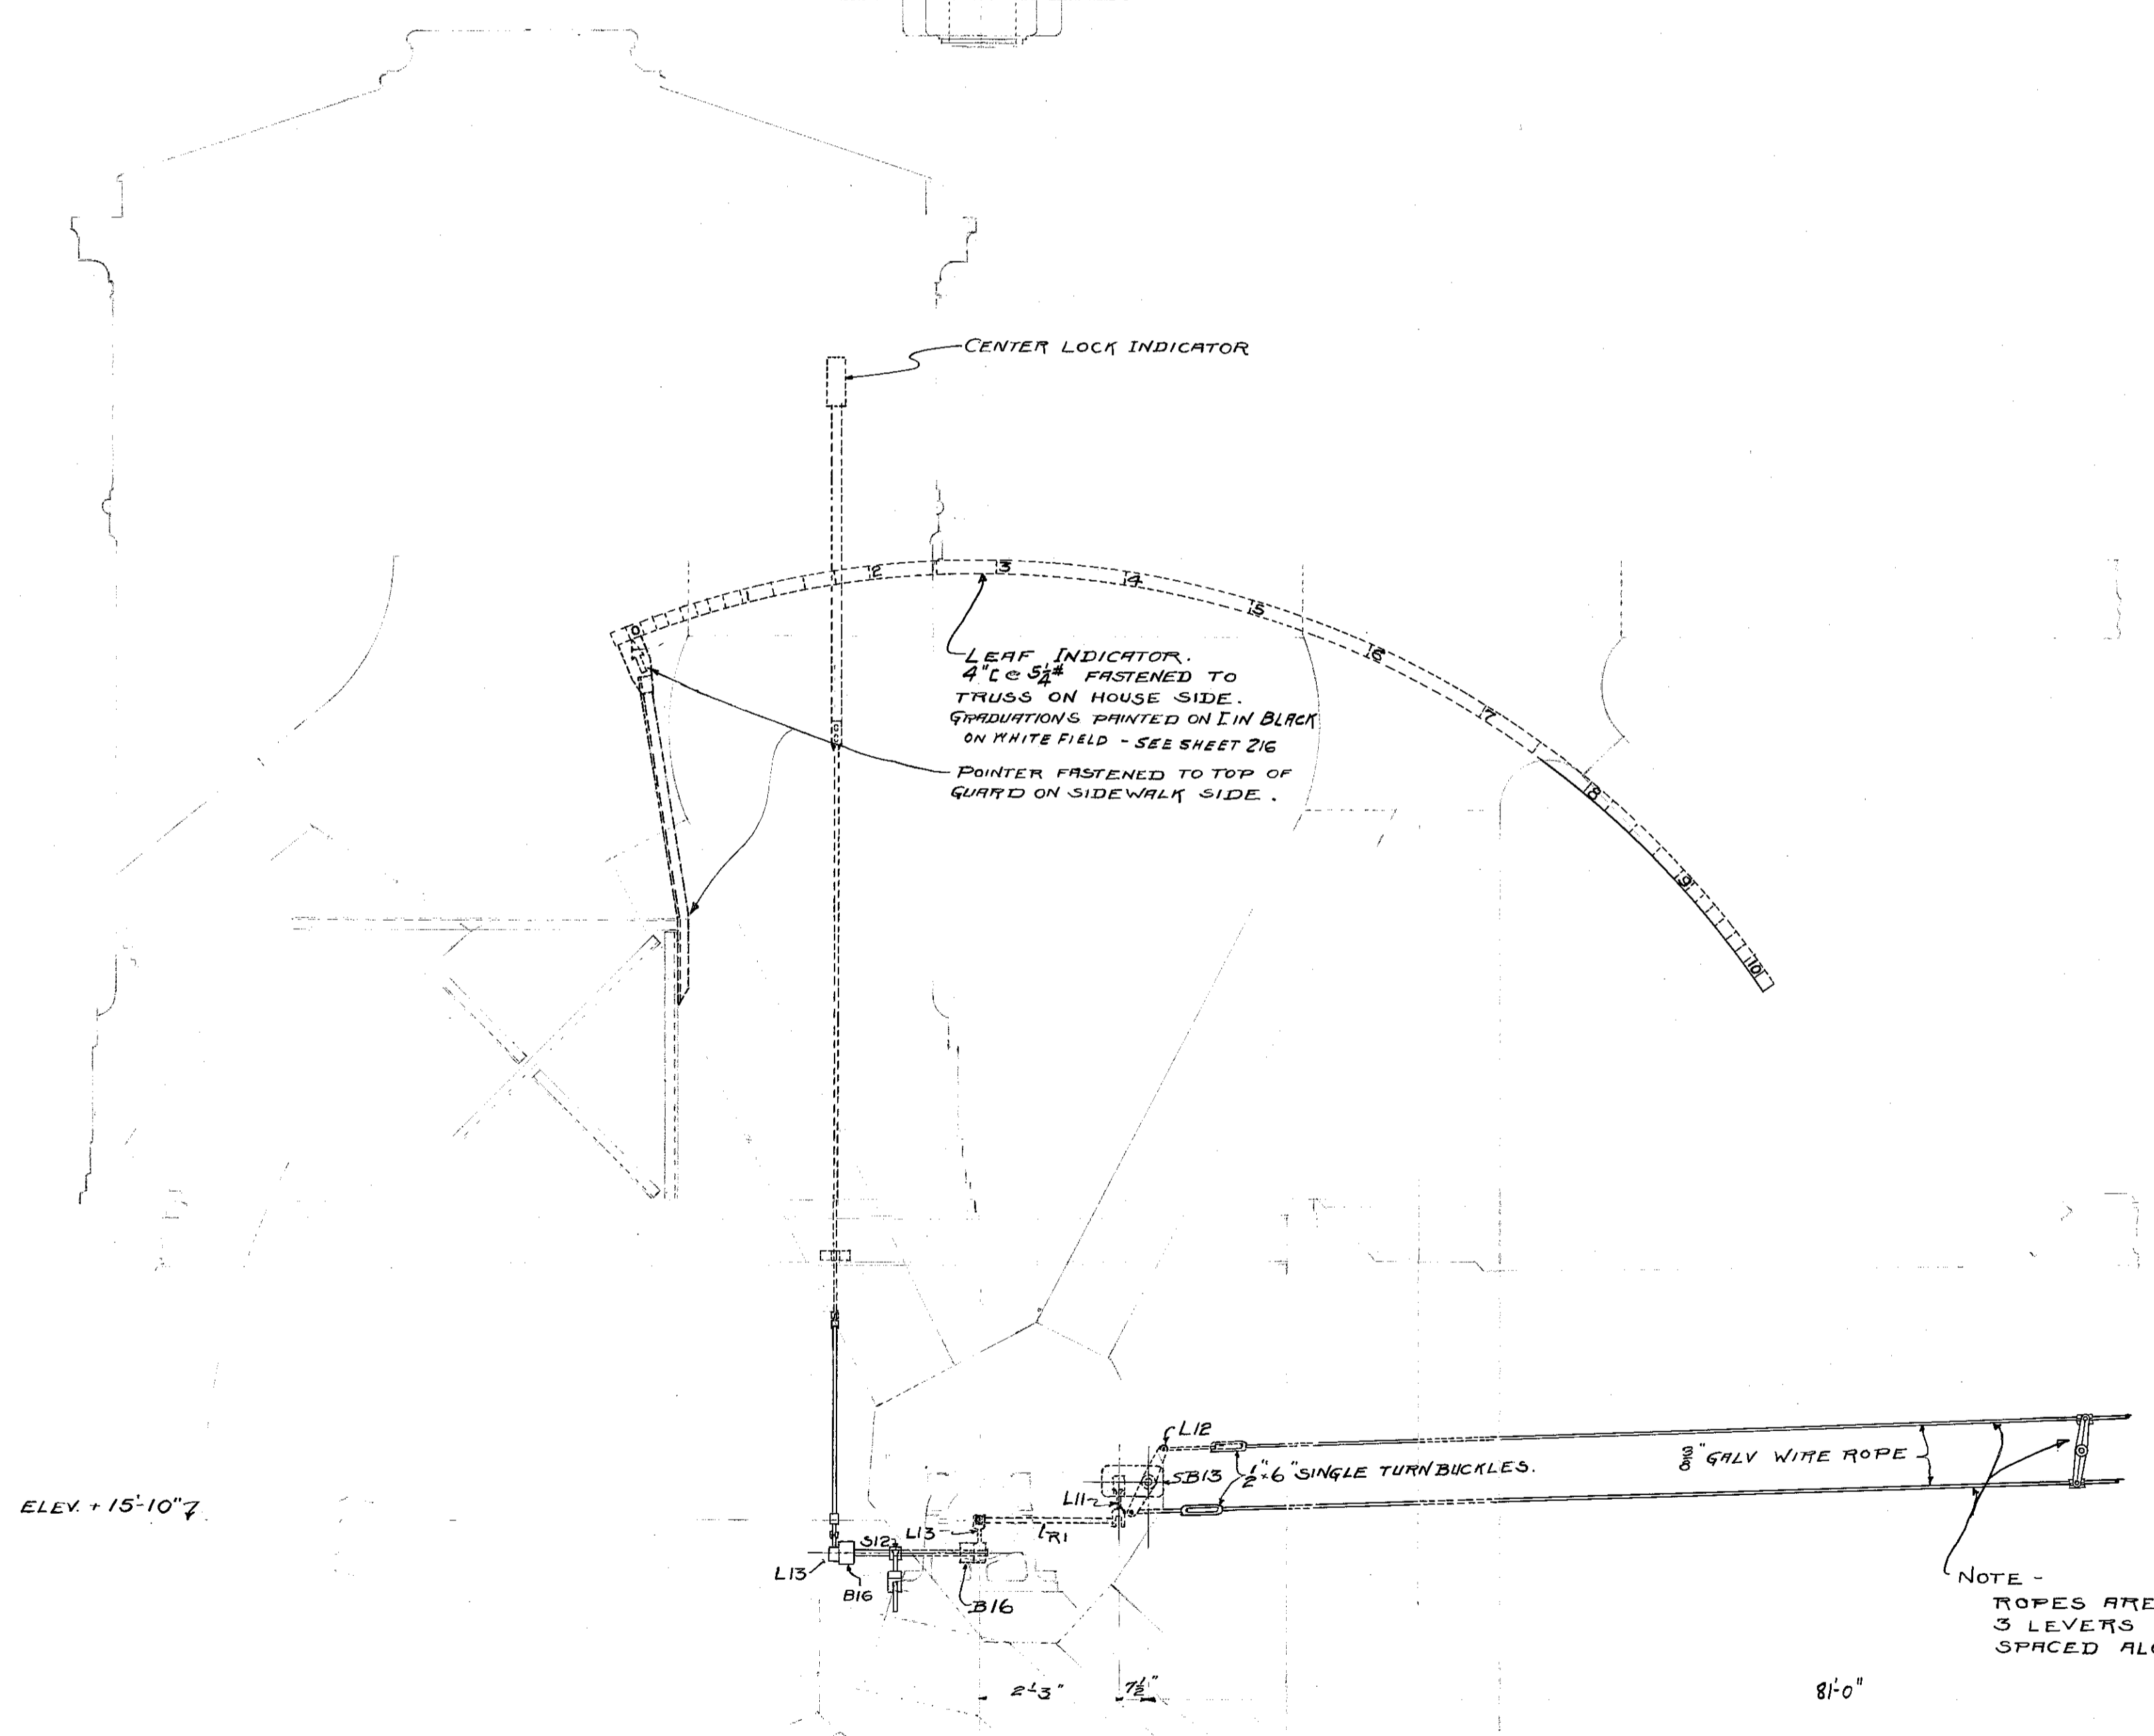 CENTER LOCK INDICATOR
0
1
2
3
4
5
6
7
8
9
10
LEAF INDICATOR.
4"[ @ 5¼# FASTENED TO
TRUSS ON HOUSE SIDE.
GRADUATIONS PAINTED ON [ IN BLACK
ON WHITE FIELD - SEE SHEET 216
POINTER FASTENED TO TOP OF
GUARD ON SIDEWALK SIDE.
L12
SB13
½"×6" SINGLE TURNBUCKLES.
⅜" GALV WIRE ROPE
L11
ELEV. + 15'-10"
S12
L13
R1
L13
B16
B16
NOTE -
ROPES ARE
3 LEVERS
SPACED
2'-3"
7½"
81'-0"